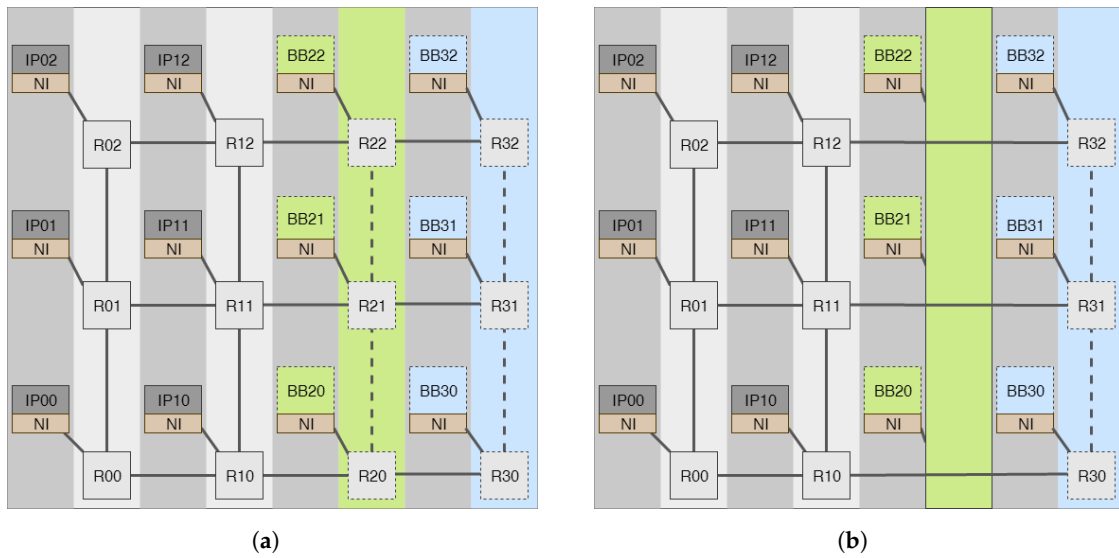 IP02 IP12 BB22 BB32
NI NI NI NI
R02 R12 R22 R32
IP01 IP11 BB21 BB31
NI NI NI NI
R01 R11 R21 R31
IP00 IP10 BB20 BB30
NI NI NI NI
R00 R10 R20 R30
(a)
IP02 IP12 BB22 BB32
NI NI NI NI
R02 R12 R32
IP01 IP11 BB21 BB31
NI NI NI NI
R01 R11 R31
IP00 IP10 BB20 BB30
NI NI NI NI
R00 R10 R30
(b)